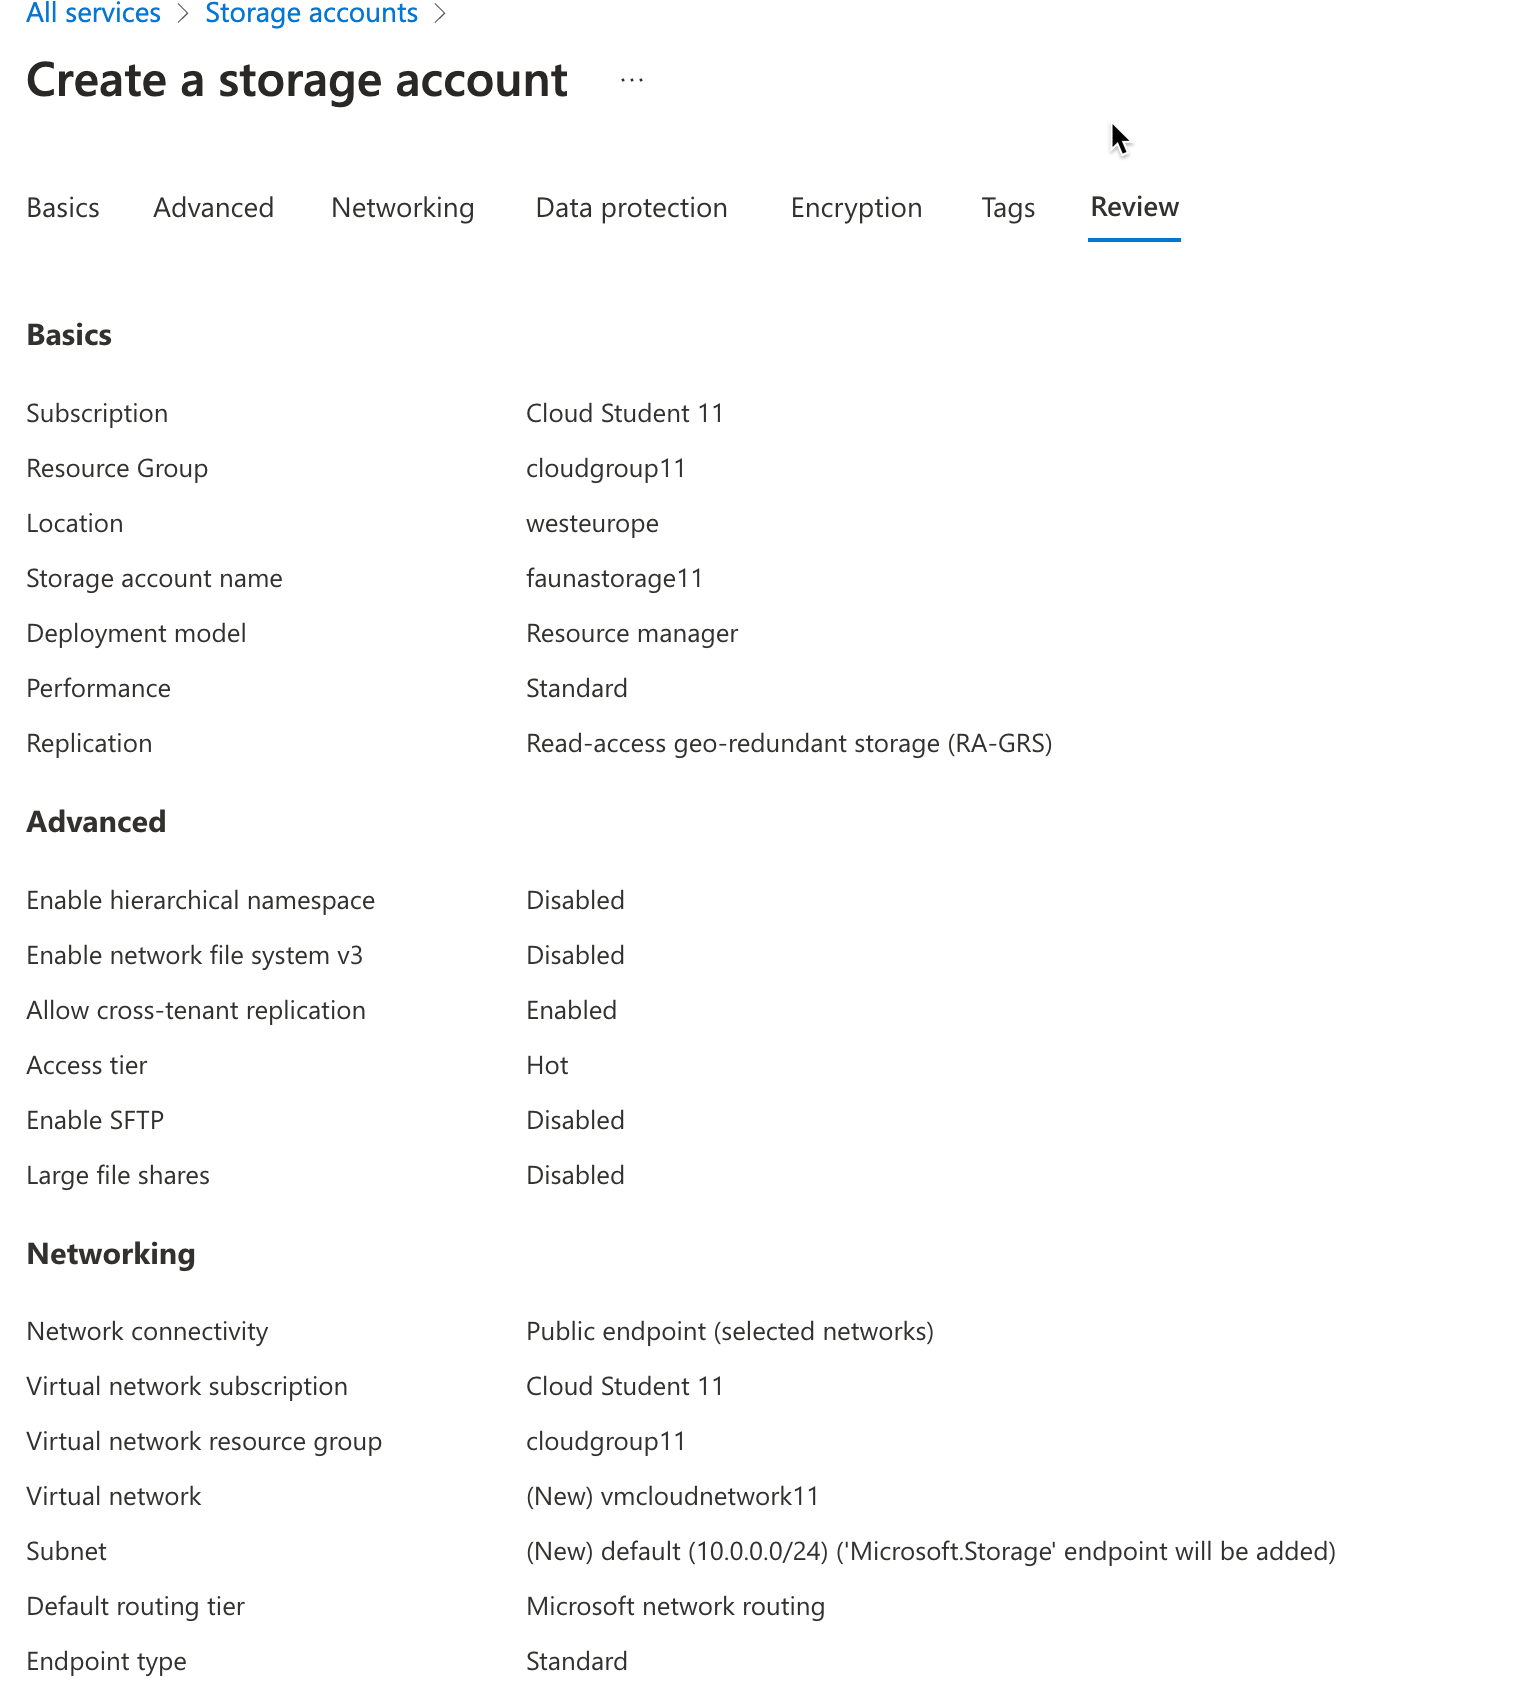 All services > Storage accounts >
Create a storage account ...
Basics Advanced Networking Data protection Encryption Tags Review
Basics
Subscription Cloud Student 11
Resource Group cloudgroup11
Location westeurope
Storage account name faunastorage11
Deployment model Resource manager
Performance Standard
Replication Read-access geo-redundant storage (RA-GRS)
Advanced
Enable hierarchical namespace Disabled
Enable network file system v3 Disabled
Allow cross-tenant replication Enabled
Access tier Hot
Enable SFTP Disabled
Large file shares Disabled
Networking
Network connectivity Public endpoint (selected networks)
Virtual network subscription Cloud Student 11
Virtual network resource group cloudgroup11
Virtual network (New) vmcloudnetwork11
Subnet (New) default (10.0.0.0/24) ('Microsoft.Storage' endpoint will be added)
Default routing tier Microsoft network routing
Endpoint type Standard